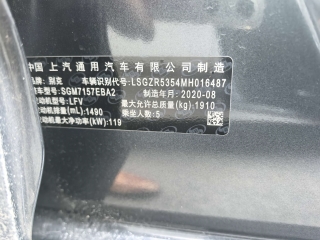 中国 上汽通用汽车有限公司 制造
品牌: 别克 车辆识别代号: LSGZR5354MH016487
整车型号: SGM7157EBA2 制造年月: 2020-08
发动机型号: LFV 最大允许总质量(kg): 1910
发动机排量(mL): 1490 乘坐人数: 5
发动机最大净功率(kW): 119